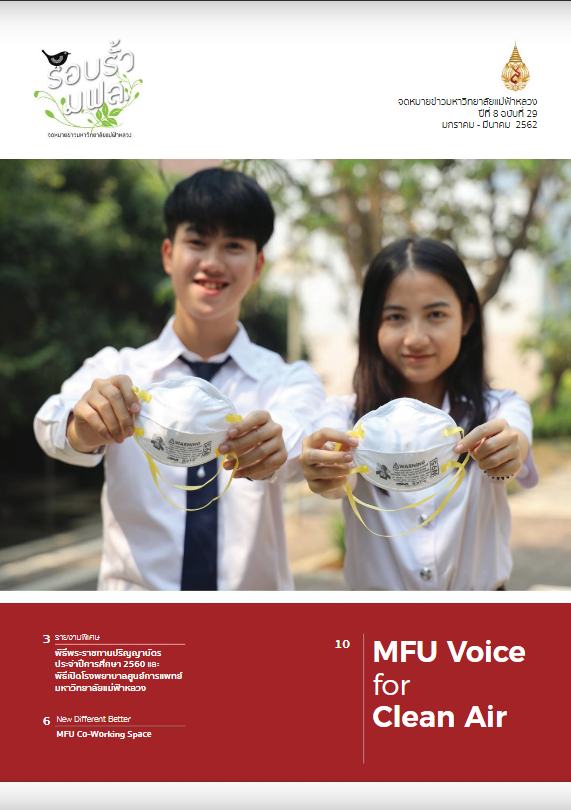 รอบรั้ว
มฟล.
จดหมายข่าวมหาวิทยาลัยแม่ฟ้าหลวง
จดหมายข่าวมหาวิทยาลัยแม่ฟ้าหลวง
ปีที่ 8 ฉบับที่ 29
มกราคม - มีนาคม 2562
WARNING
WARNING
3 รายงานพิเศษ
พิธีพระราชทานปริญญาบัตร
ประจำปีการศึกษา 2560 และ
พิธีเปิดโรงพยาบาลศูนย์การแพทย์
มหาวิทยาลัยแม่ฟ้าหลวง
6 New Different Better
MFU Co-Working Space
10 MFU Voice
for
Clean Air